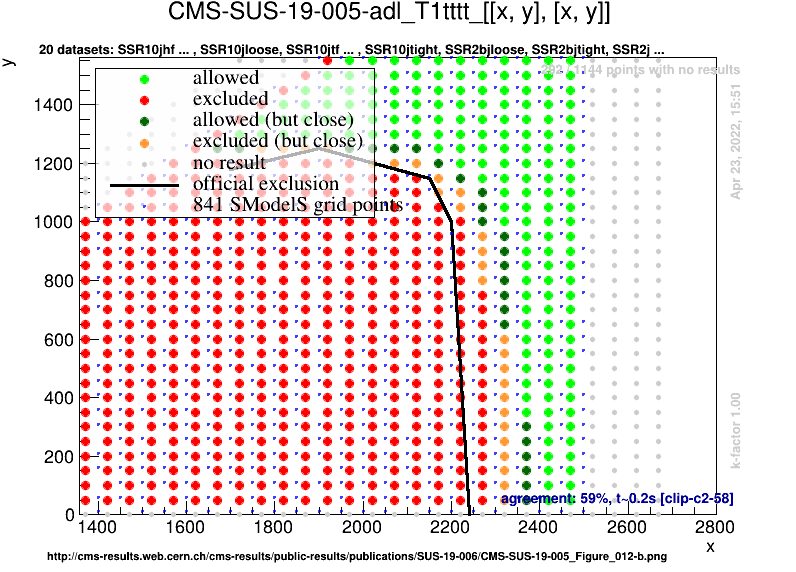 CMS-SUS-19-005-adl_T1tttt_[[x, y], [x, y]]
y
20 datasets: SSR10jhf ... , SSR10jloose, SSR10jtf ... , SSR10jtight, SSR2bjloose, SSR2bjtight, SSR2j ...
292 / 1144 points with no results
allowed
excluded
allowed (but close)
excluded (but close)
no result
official exclusion
841 SModelS grid points
Apr 23, 2022, 15:51
k-factor 1.00
1400
1200
1000
800
600
400
200
0
agreement: 59%, t~0.2s [clip-c2-58]
1400 1600 1800 2000 2200 2400 2600 2800
x
http://cms-results.web.cern.ch/cms-results/public-results/publications/SUS-19-006/CMS-SUS-19-005_Figure_012-b.png